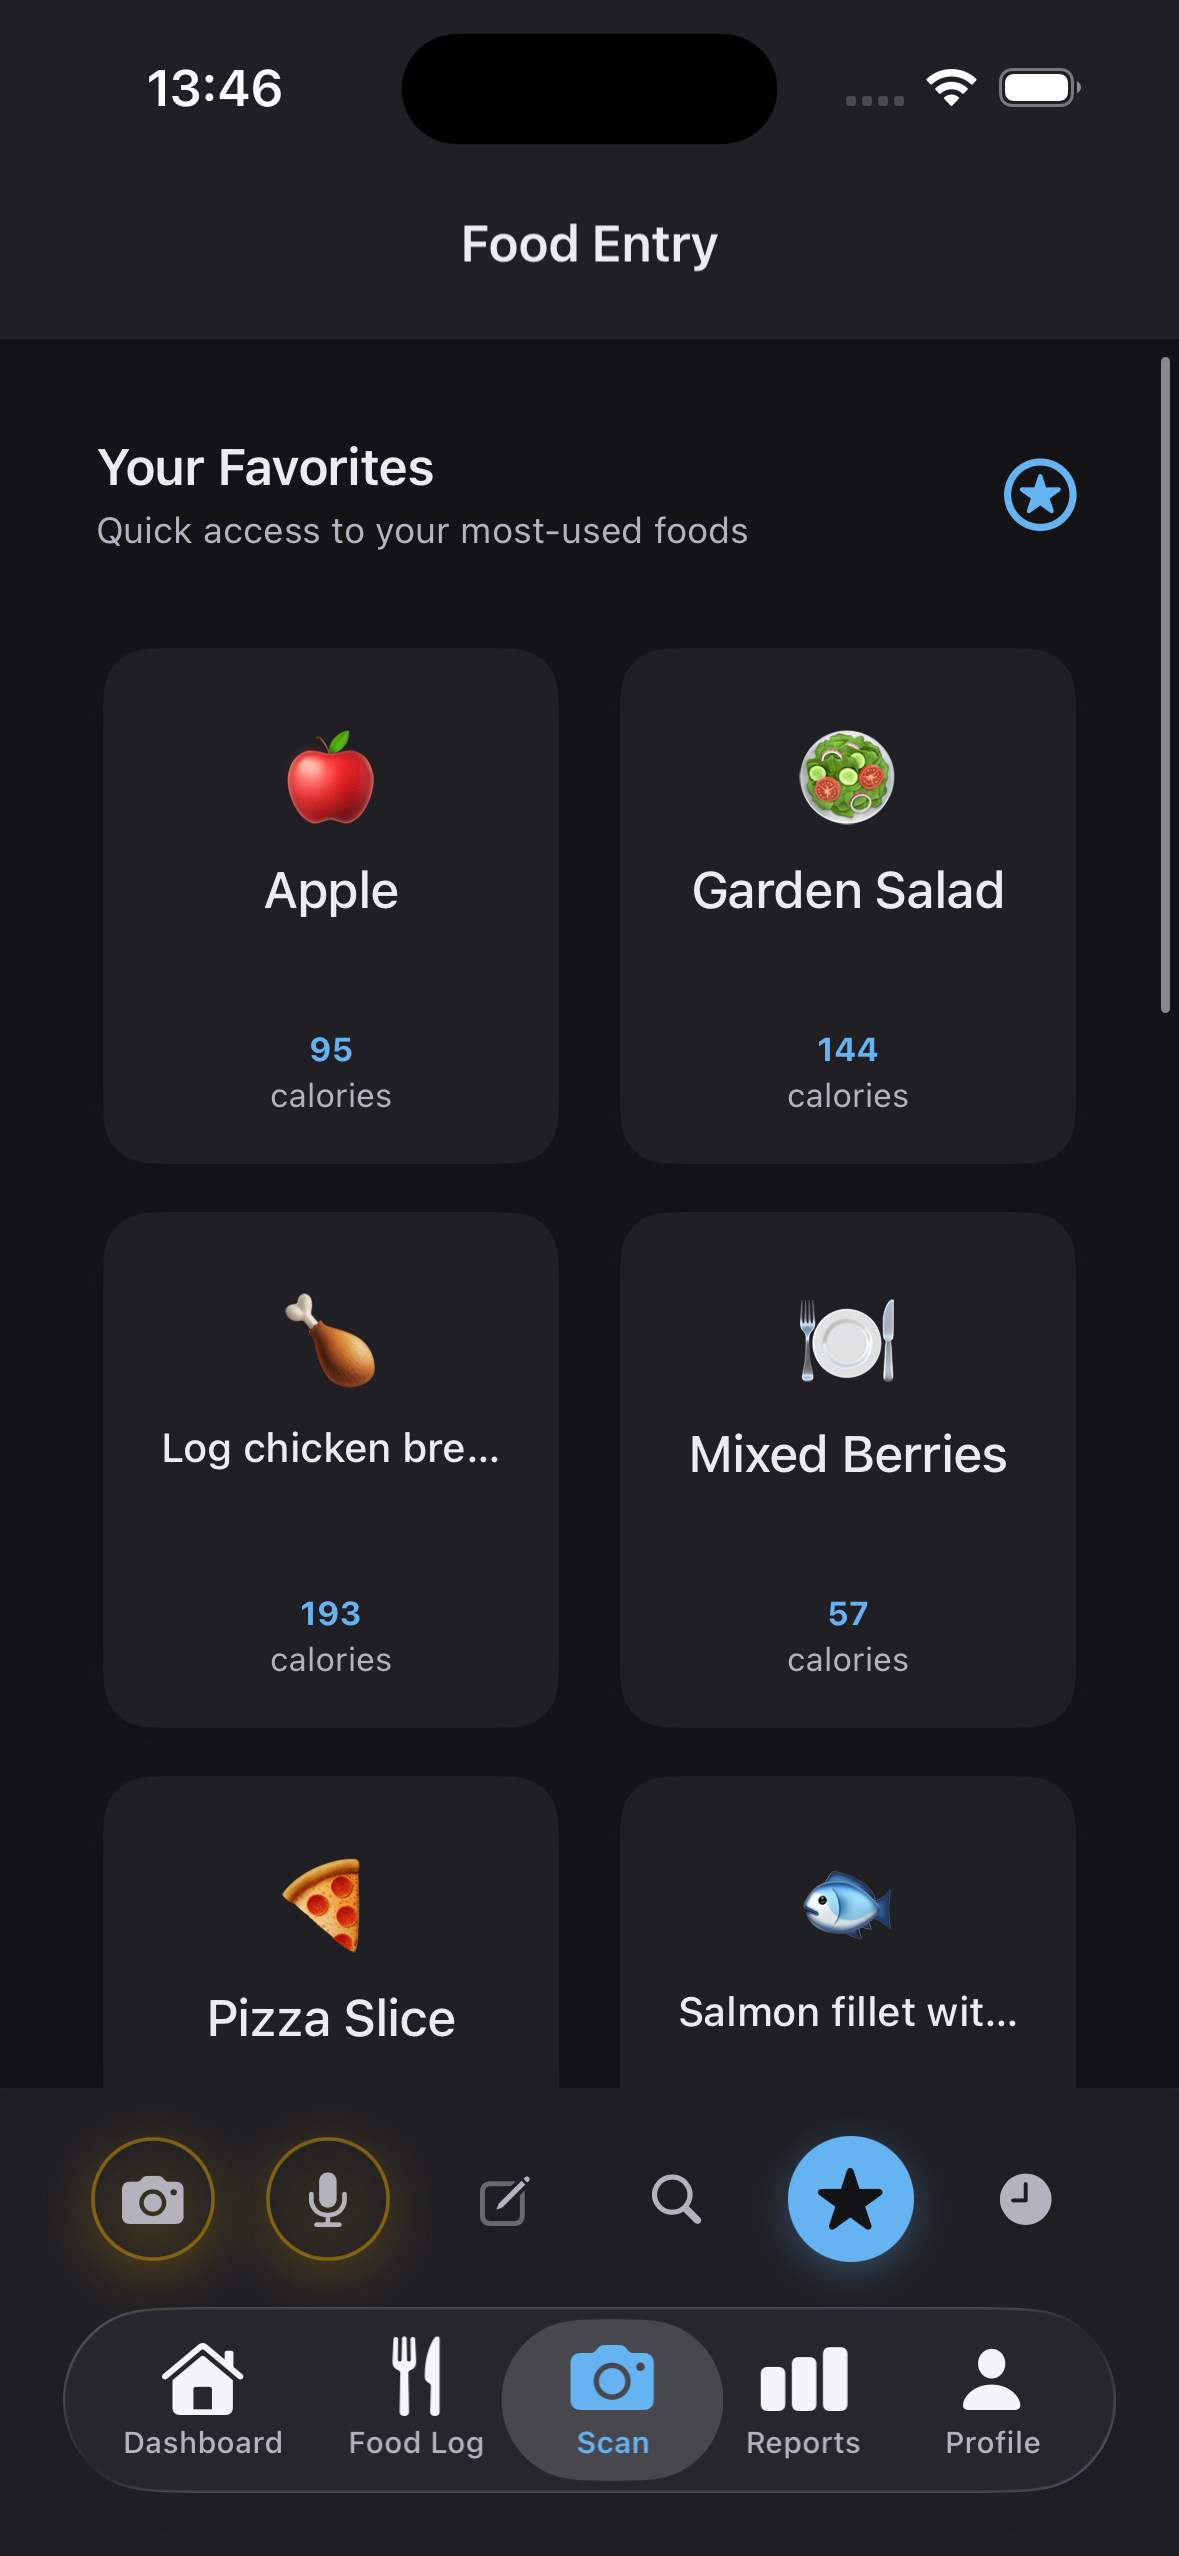 13:46
Food Entry
Your Favorites
Quick access to your most-used foods
Apple
95
calories
Garden Salad
144
calories
Log chicken bre...
193
calories
Mixed Berries
57
calories
Pizza Slice
Salmon fillet wit...
Dashboard
Food Log
Scan
Reports
Profile